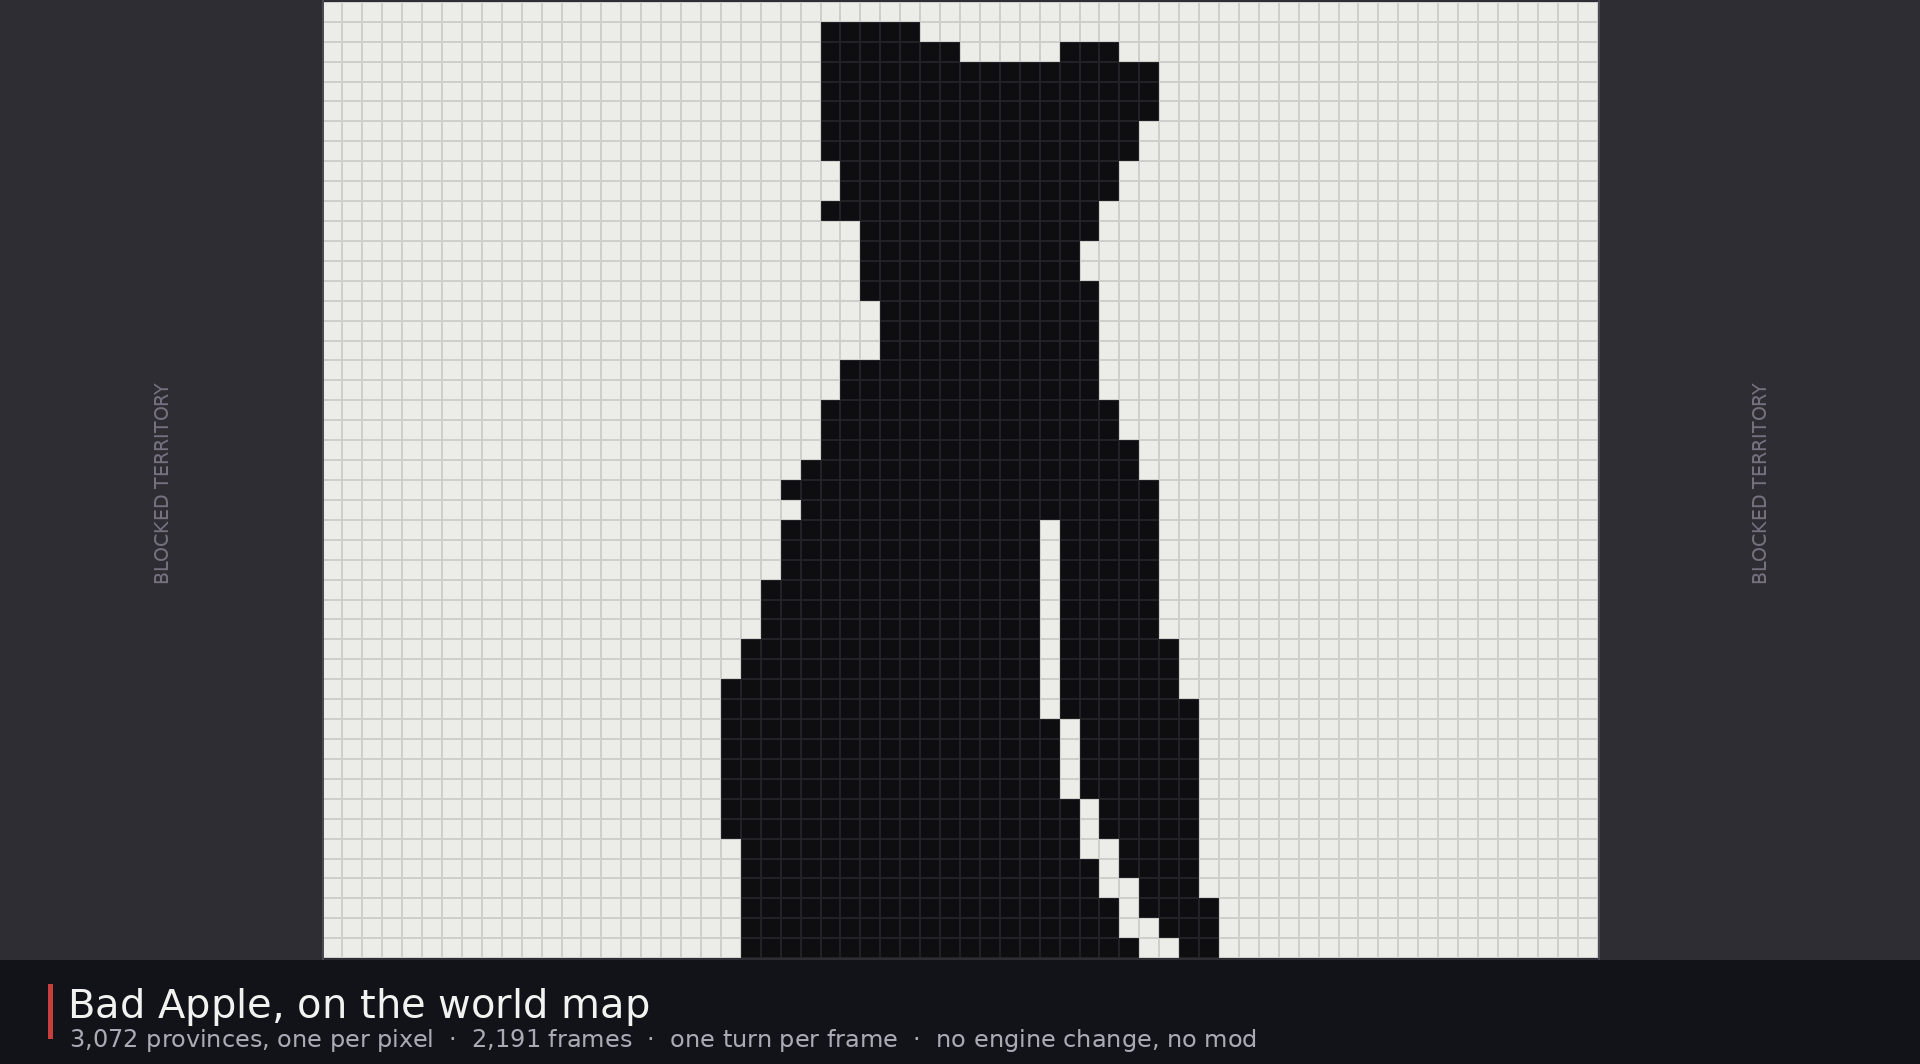 BLOCKED TERRITORY
BLOCKED TERRITORY
Bad Apple, on the world map
3,072 provinces, one per pixel · 2,191 frames · one turn per frame · no engine change, no mod